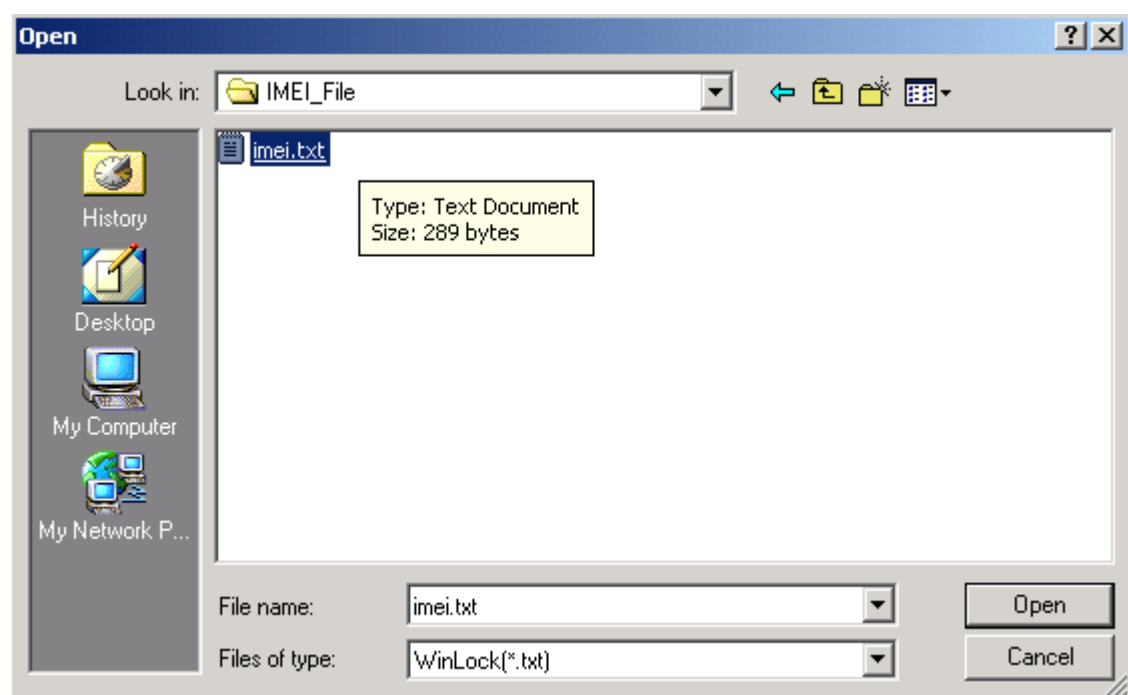 Open
Look in: IMEI_File
imei.txt
Type: Text Document
Size: 289 bytes
History
Desktop
My Computer
My Network P...
File name: imei.txt Open
Files of type: WinLock(*.txt) Cancel